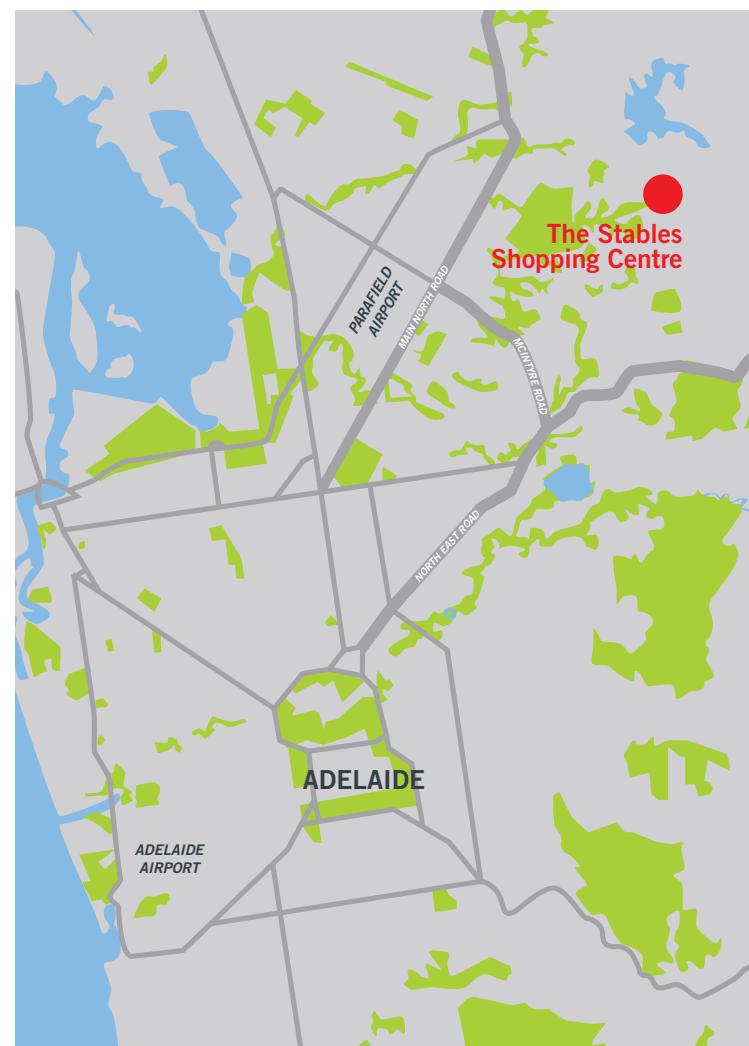 The Stables
Shopping Centre
PARAFIELD
AIRPORT
MAIN NORTH ROAD
MCINTYRE ROAD
NORTH EAST ROAD
ADELAIDE
ADELAIDE
AIRPORT